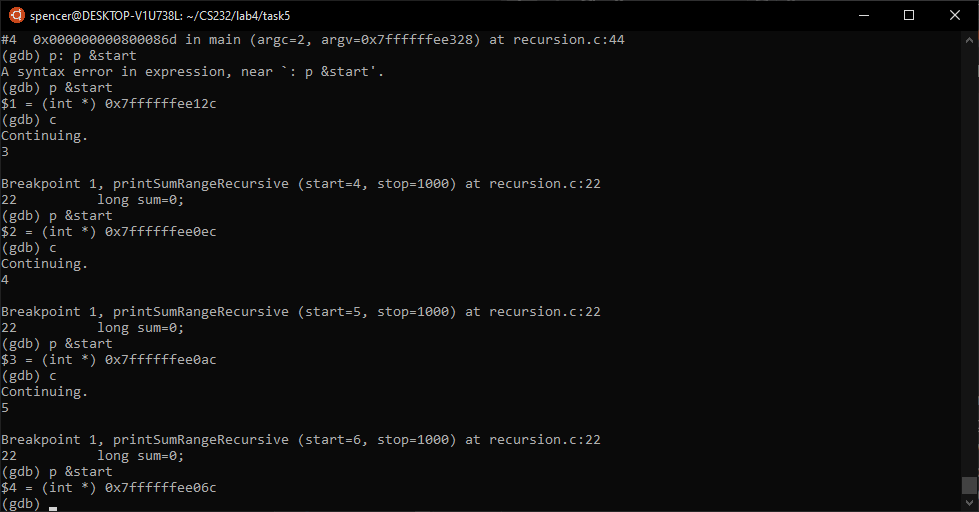 spencer@DESKTOP-V1U738L: ~/CS232/lab4/task5
#4  0x000000000800086d in main (argc=2, argv=0x7ffffffee328) at recursion.c:44
(gdb) p: p &start
A syntax error in expression, near `: p &start'.
(gdb) p &start
$1 = (int *) 0x7ffffffee12c
(gdb) c
Continuing.
3
Breakpoint 1, printSumRangeRecursive (start=4, stop=1000) at recursion.c:22
22          long sum=0;
(gdb) p &start
$2 = (int *) 0x7ffffffee0ec
(gdb) c
Continuing.
4
Breakpoint 1, printSumRangeRecursive (start=5, stop=1000) at recursion.c:22
22          long sum=0;
(gdb) p &start
$3 = (int *) 0x7ffffffee0ac
(gdb) c
Continuing.
5
Breakpoint 1, printSumRangeRecursive (start=6, stop=1000) at recursion.c:22
22          long sum=0;
(gdb) p &start
$4 = (int *) 0x7ffffffee06c
(gdb)